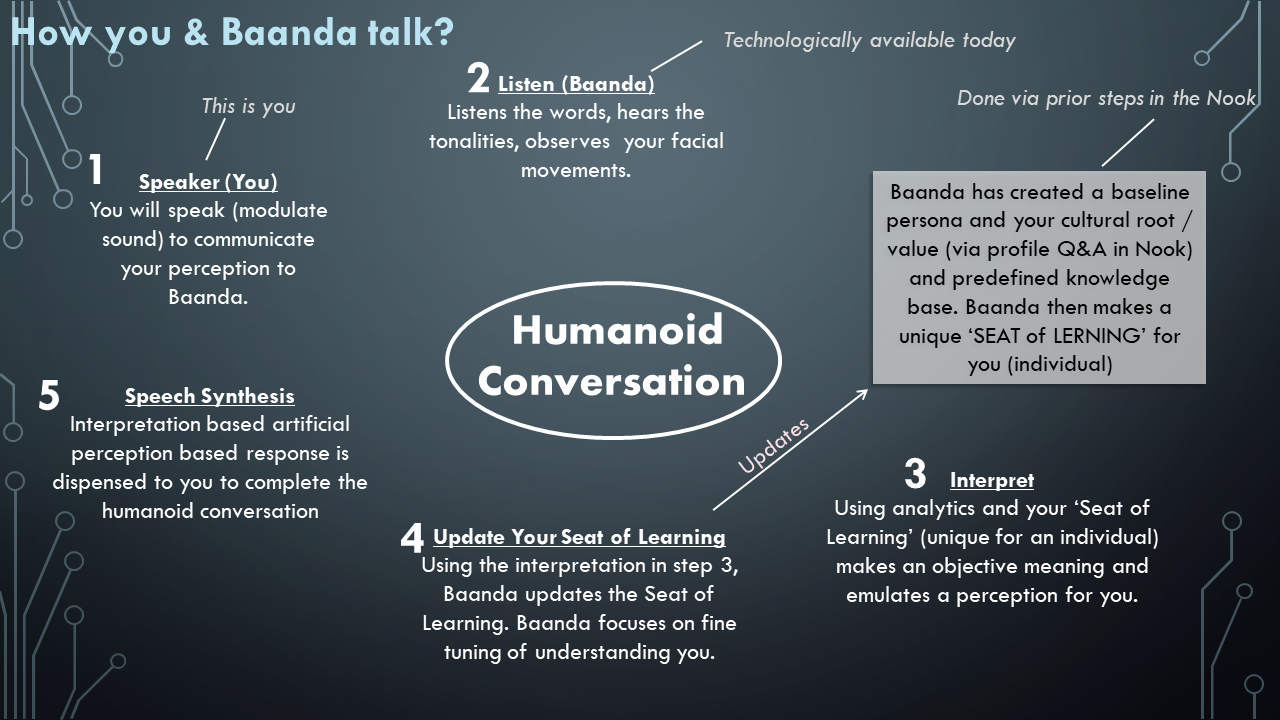 How you & Baanda talk?
This is you
1
Speaker (You)
You will speak (modulate
sound) to communicate
your perception to
Baanda.
Technologically available today
2 Listen (Baanda)
Listens the words, hears the
tonalities, observes your facial
movements.
Done via prior steps in the Nook
Baanda has created a baseline
persona and your cultural root /
value (via profile Q&A in Nook)
and predefined knowledge
base. Baanda then makes a
unique ‘SEAT of LERNING’ for
you (individual)
Humanoid
Conversation
Updates
3 Interpret
Using analytics and your ‘Seat of
Learning’ (unique for an individual)
makes an objective meaning and
emulates a perception for you.
4 Update Your Seat of Learning
Using the interpretation in step 3,
Baanda updates the Seat of
Learning. Baanda focuses on fine
tuning of understanding you.
5 Speech Synthesis
Interpretation based artificial
perception based response is
dispensed to you to complete the
humanoid conversation